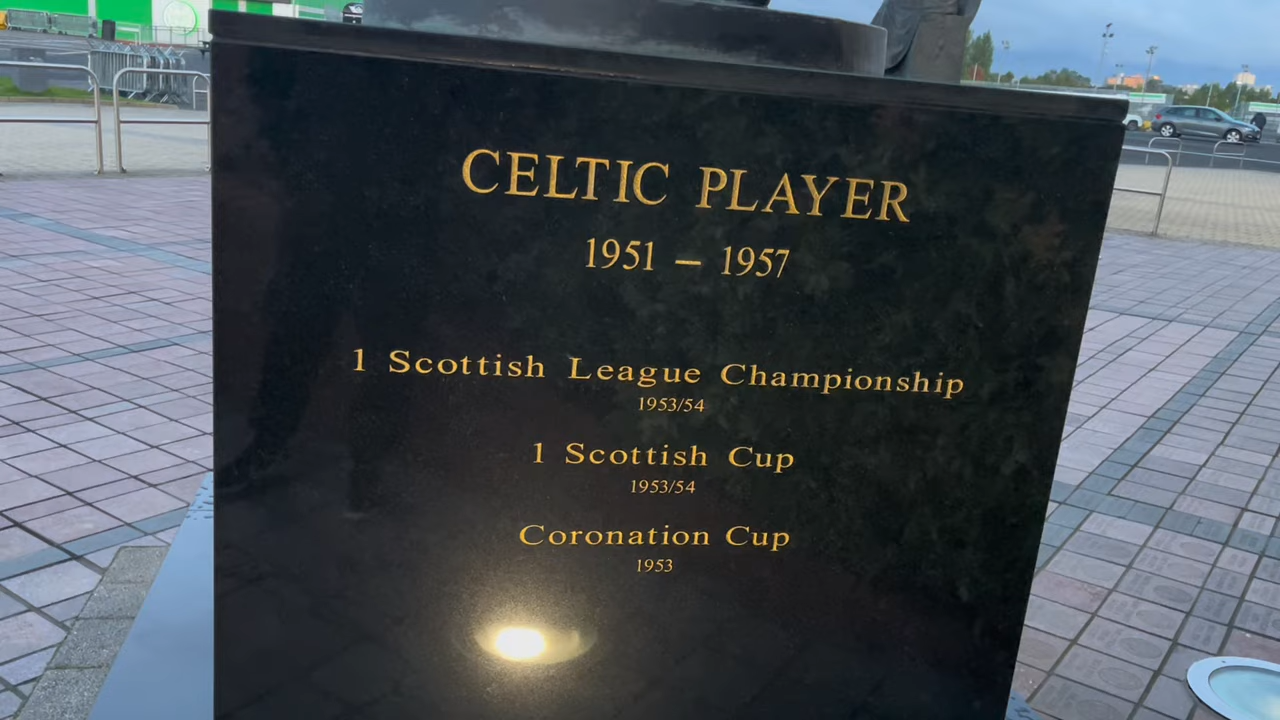 CELTIC PLAYER
1951 – 1957
1 Scottish League Championship
1953/54
1 Scottish Cup
1953/54
Coronation Cup
1953